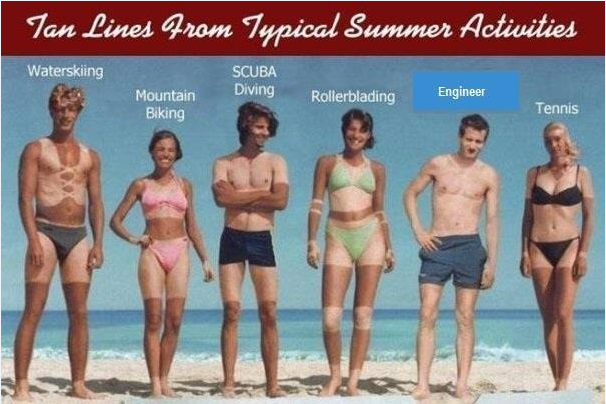 Tan Lines From Typical Summer Activities
Waterskiing
Mountain
Biking
SCUBA
Diving
Rollerblading
Engineer
Tennis